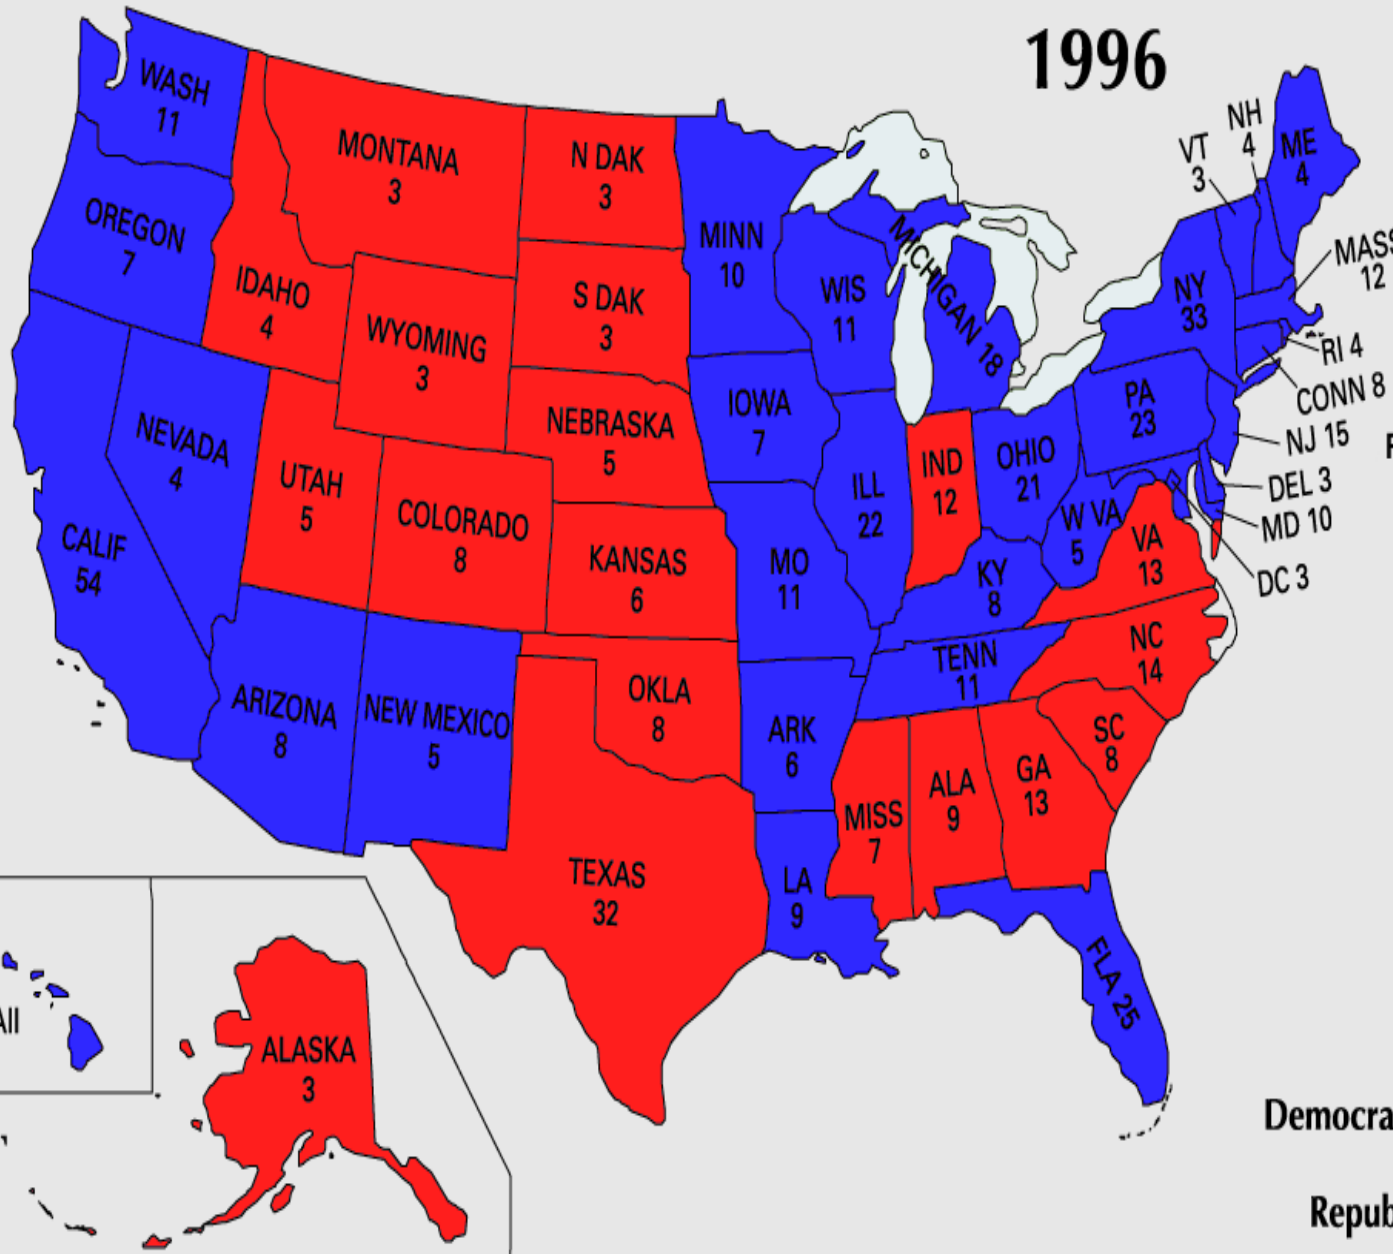 1996
WASH
11
OREGON
7
CALIF
54
NEVADA
4
IDAHO
4
MONTANA
3
WYOMING
3
UTAH
5
COLORADO
8
ARIZONA
8
NEW MEXICO
5
N DAK
3
S DAK
3
NEBRASKA
5
KANSAS
6
OKLA
8
TEXAS
32
MINN
10
IOWA
7
MO
11
ARK
6
LA
9
WIS
11
ILL
22
MICHIGAN 18
IND
12
OHIO
21
KY
8
TENN
11
MISS
7
ALA
9
GA
13
FLA 25
SC
8
NC
14
VA
13
W VA
5
PA
23
NY
33
VT
3
NH
4
ME
4
MASS
12
RI 4
CONN 8
NJ 15
DEL 3
MD 10
DC 3
ALASKA
3
Democra
Repub